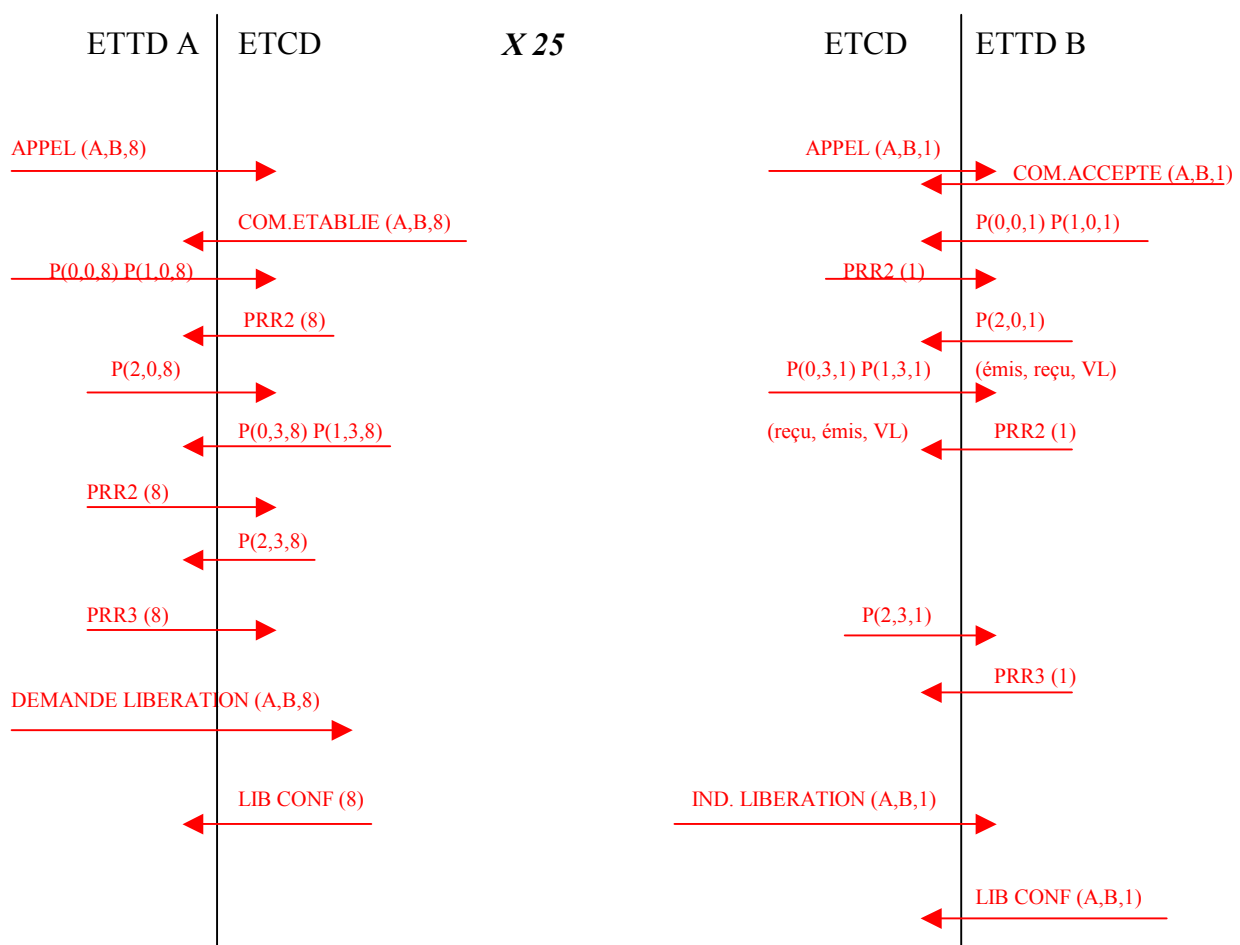 ETTD A ETCD X 25 ETCD ETTD B
APPEL (A,B,8) APPEL (A,B,1)
COM.ACCEPTE (A,B,1)
COM.ETABLIE (A,B,8) P(0,0,1) P(1,0,1)
P(0,0,8) P(1,0,8) PRR2 (1)
PRR2 (8) P(2,0,1)
P(2,0,8) P(0,3,1) P(1,3,1) (émis, reçu, VL)
P(0,3,8) P(1,3,8) (reçu, émis, VL) PRR2 (1)
PRR2 (8)
P(2,3,8)
PRR3 (8) P(2,3,1)
PRR3 (1)
DEMANDE LIBERATION (A,B,8)
LIB CONF (8) IND. LIBERATION (A,B,1)
LIB CONF (A,B,1)